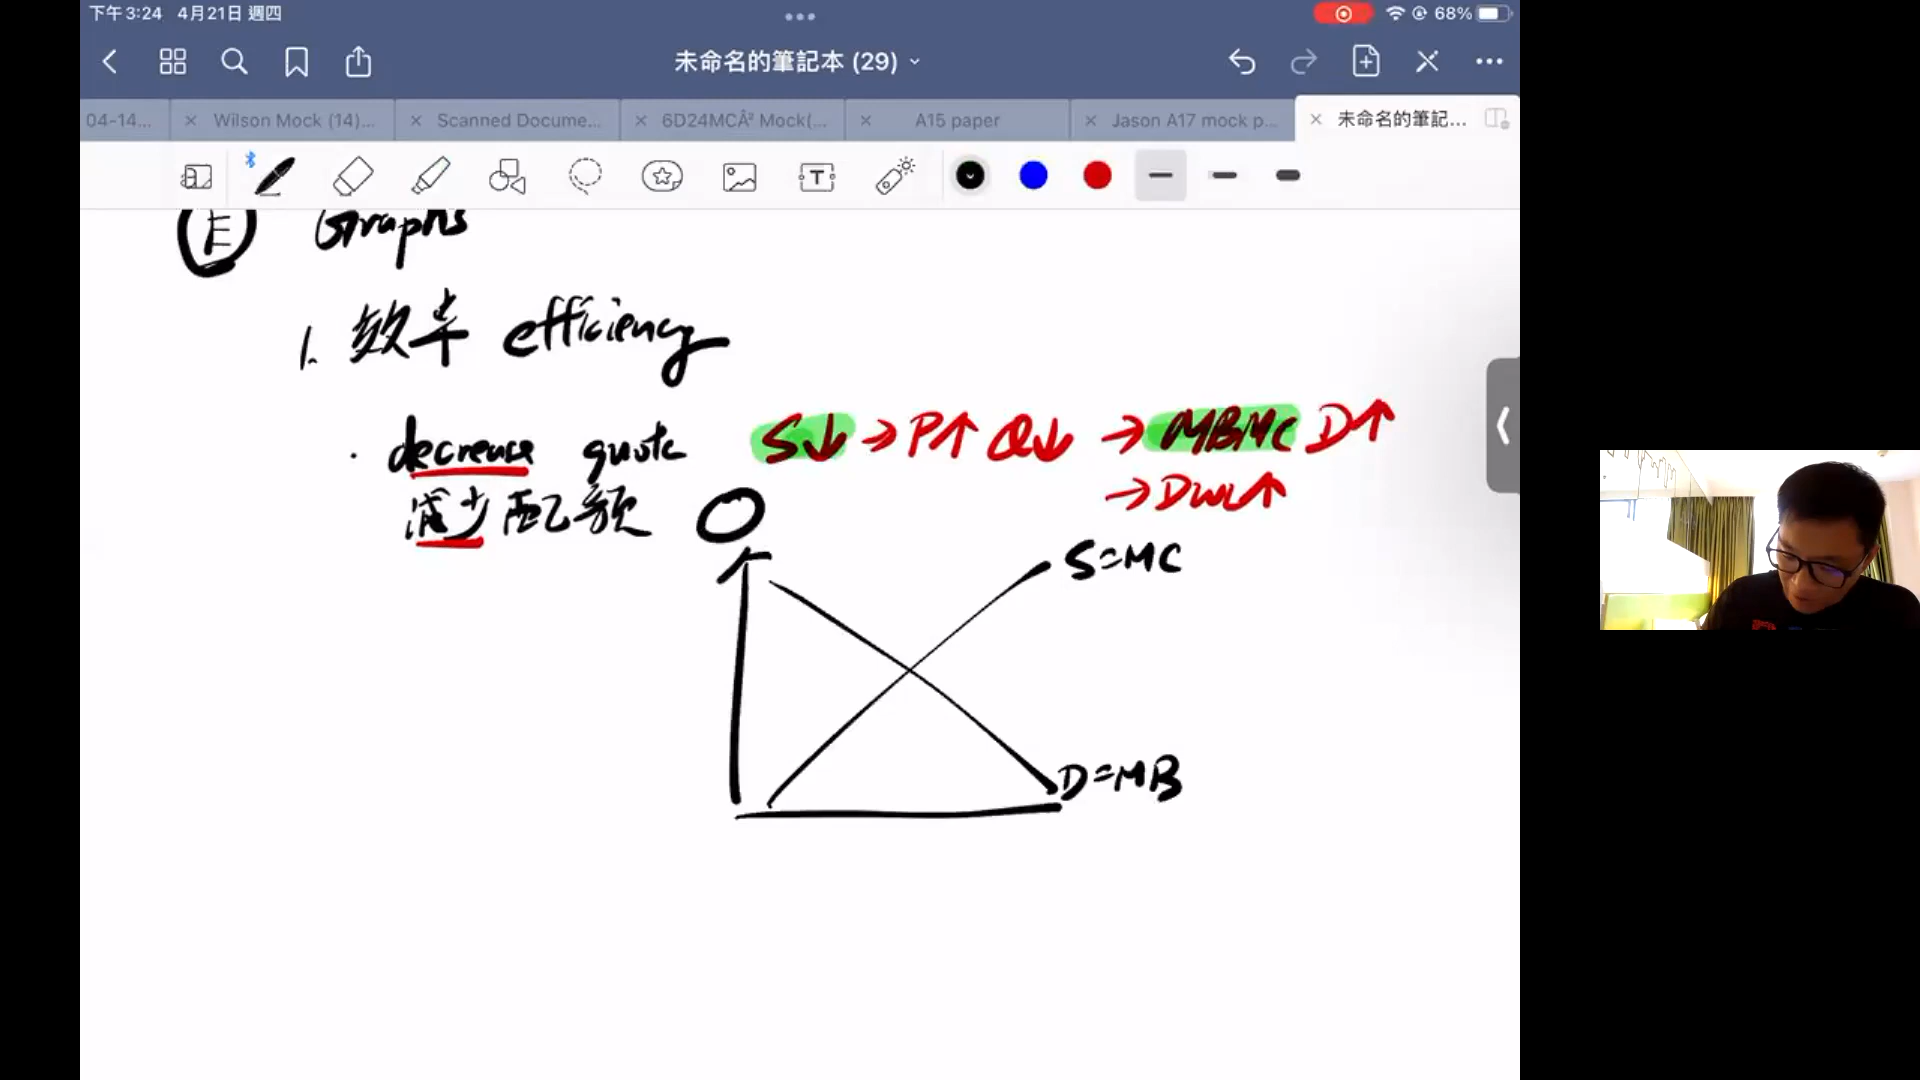 下午3:24 4月21日 週四
68%
未命名的筆記本 (29)
04-14...
Wilson Mock (14)...
Scanned Docume...
6D24MCÂ² Mock(...
A15 paper
Jason A17 mock p...
未命名的筆記...
T
E Graphs
1. 效率 efficiency
· decrease quota S↓ → P↑ Q↓ → MBMC D↑
減少配額 → DWL↑
S=MC
D=MB